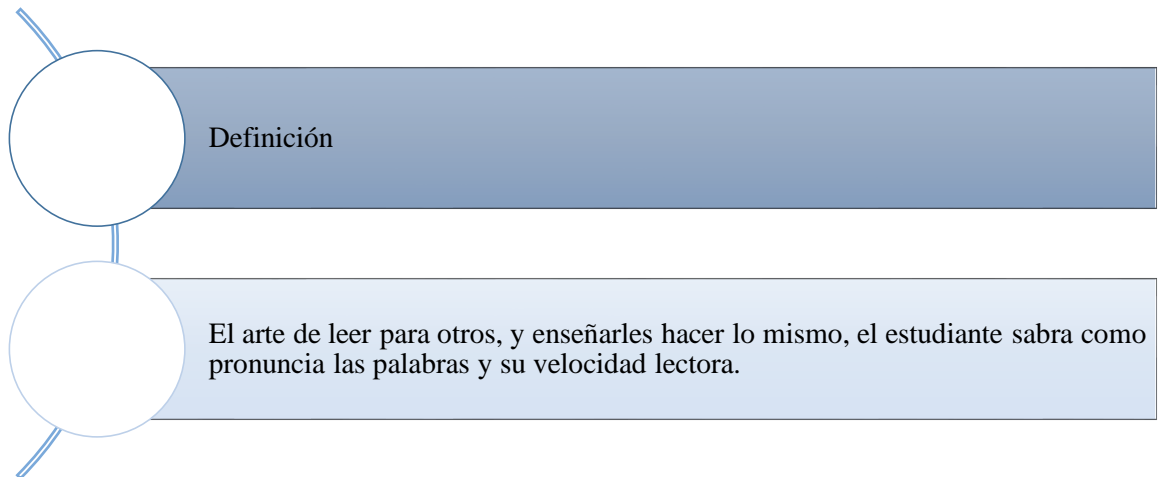 Definición
El arte de leer para otros, y enseñarles hacer lo mismo, el estudiante sabra como
pronuncia las palabras y su velocidad lectora.